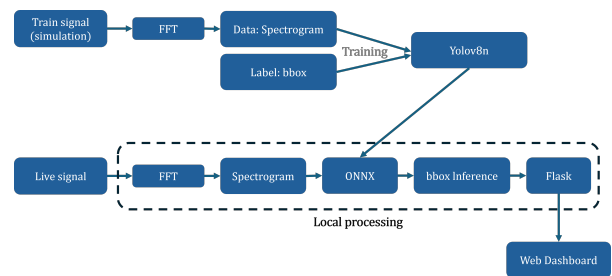 Train signal
(simulation)
FFT
Data: Spectrogram
Training
Label: bbox
Yolov8n
Live signal
FFT
Spectrogram
ONNX
bbox Inference
Flask
Local processing
Web Dashboard